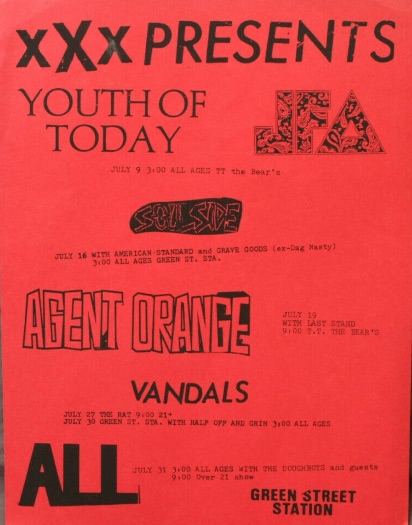 xXx PRESENTS
YOUTH OF
TODAY
JFA
JULY 9 3:00 ALL AGES TT the Bear's
SOUL SIDE
JULY 16 WITH AMERICAN STANDARD and GRAVE GOODS (ex-Dag Nasty)
3:00 ALL AGES GREEN ST. STA.
AGENT ORANGE
JULY 19
WITH LAST STAND
9:00 T.T. THE BEAR'S
VANDALS
JULY 27 THE RAT 9:00 21+
JULY 30 GREEN ST. STA. WITH HALF OFF AND GRIN 3:00 ALL AGES
ALL
JULY 31 3:00 ALL AGES WITH THE DOUGHBOYS and guests
9:00 Over 21 show
GREEN STREET
STATION